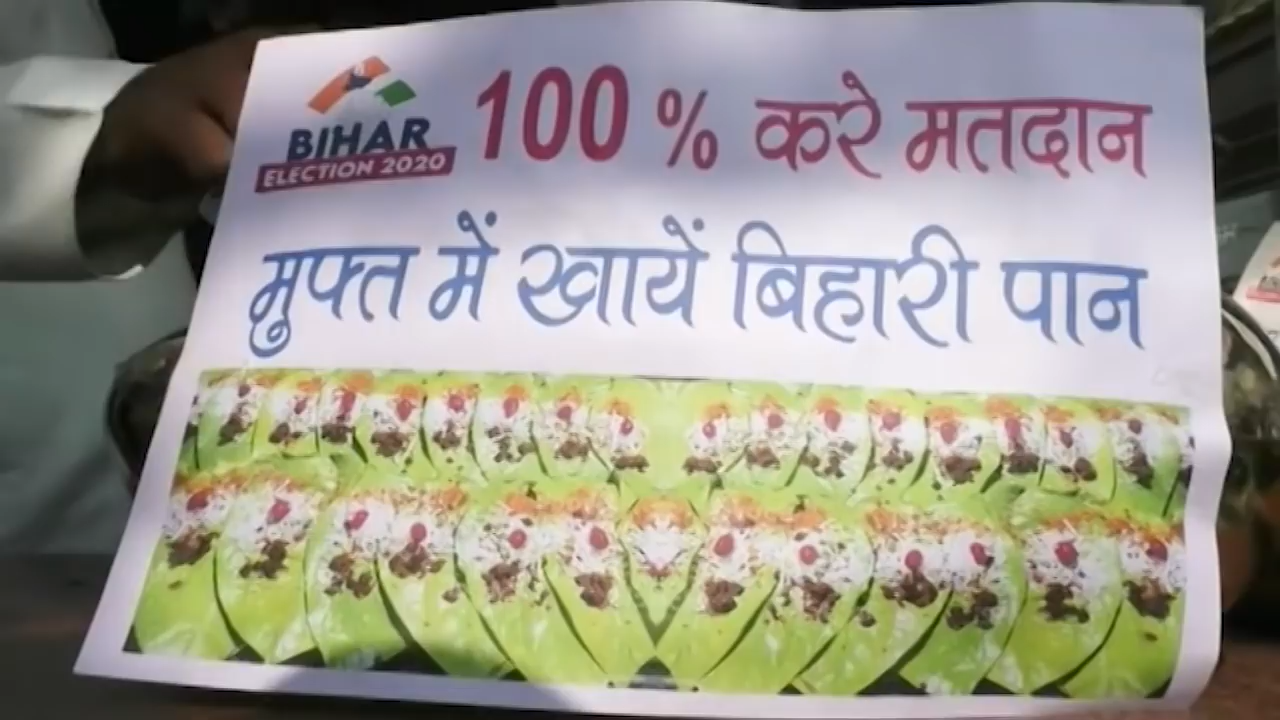 BIHAR
ELECTION 2020
100 % करे मतदान
मुफ्त में खायें बिहारी पान